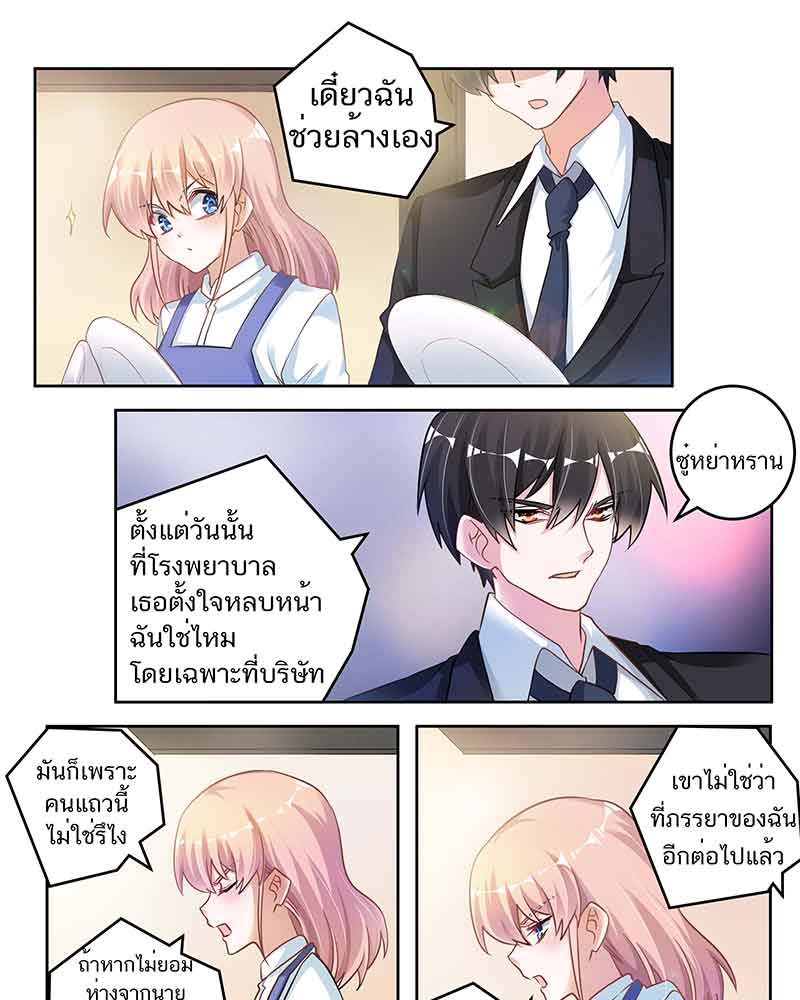 เดี๋ยวฉัน
ช่วยล้างเอง
ซู๋หย่าหราน
ตั้งแต่วันนั้น
ที่โรงพยาบาล
เธอตั้งใจหลบหน้า
ฉันใช่ไหม
โดยเฉพาะที่บริษัท
มันก็เพราะ
คนแถวนี้
ไม่ใช่รึไง
ถ้าหากไม่ยอม
ห่างจากนาย
เขาไม่ใช่ว่า
ที่ภรรยาของฉัน
อีกต่อไปแล้ว